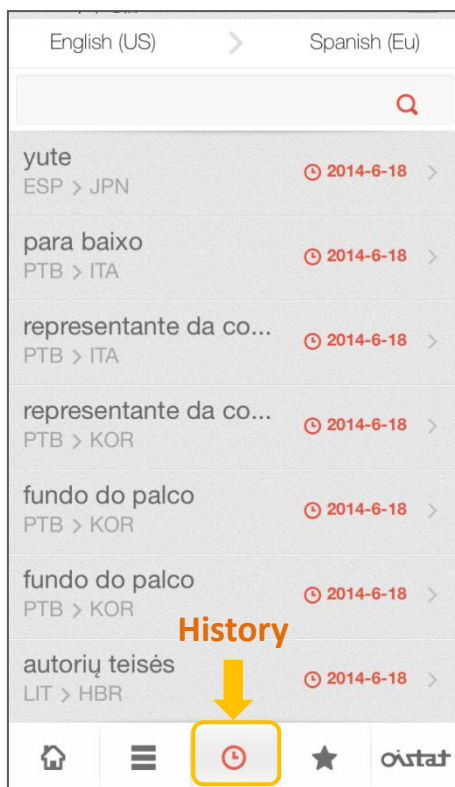 English (US) Spanish (Eu)
yute
2014-6-18
ESP > JPN
para baixo
2014-6-18
PTB > ITA
representante da co...
2014-6-18
PTB > ITA
representante da co...
2014-6-18
PTB > KOR
fundo do palco
2014-6-18
PTB > KOR
fundo do palco
2014-6-18
PTB > KOR
History
autorių teisės
2014-6-18
LIT > HBR
oistat